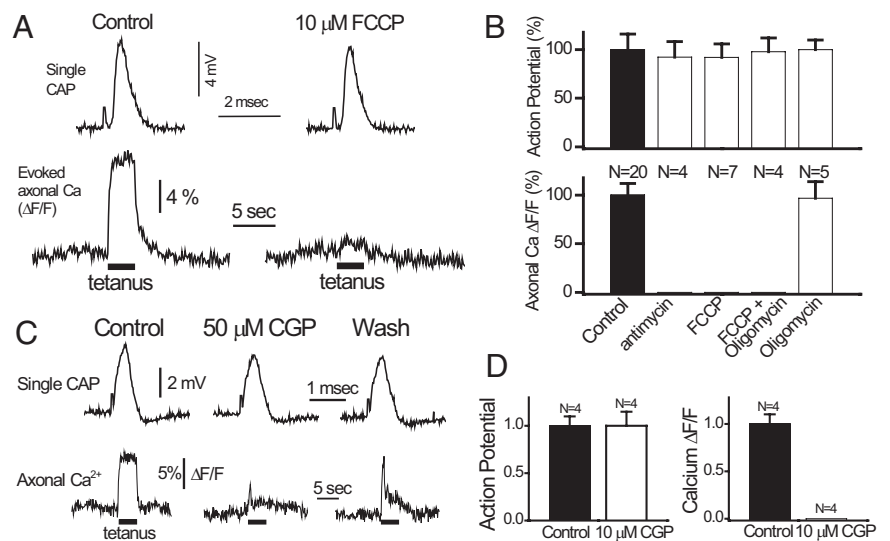 A
Control
10 μM FCCP
Single
CAP
4 mV
2 msec
Evoked
axonal Ca
(ΔF/F)
4 %
5 sec
tetanus
tetanus
B
Action Potential (%)
100
50
0
N=20 N=4 N=7 N=4 N=5
Axonal Ca ΔF/F (%)
100
50
0
Control
antimycin
FCCP
FCCP +
Oligomycin
Oligomycin
C
Control
50 μM CGP
Wash
Single CAP
2 mV
1 msec
Axonal Ca²⁺
5%
ΔF/F
5 sec
tetanus
D
Action Potential
1.0
0.5
0.0
N=4
N=4
Control 10 μM CGP
Calcium ΔF/F
1.0
0.5
0.0
N=4
N=4
Control 10 μM CGP